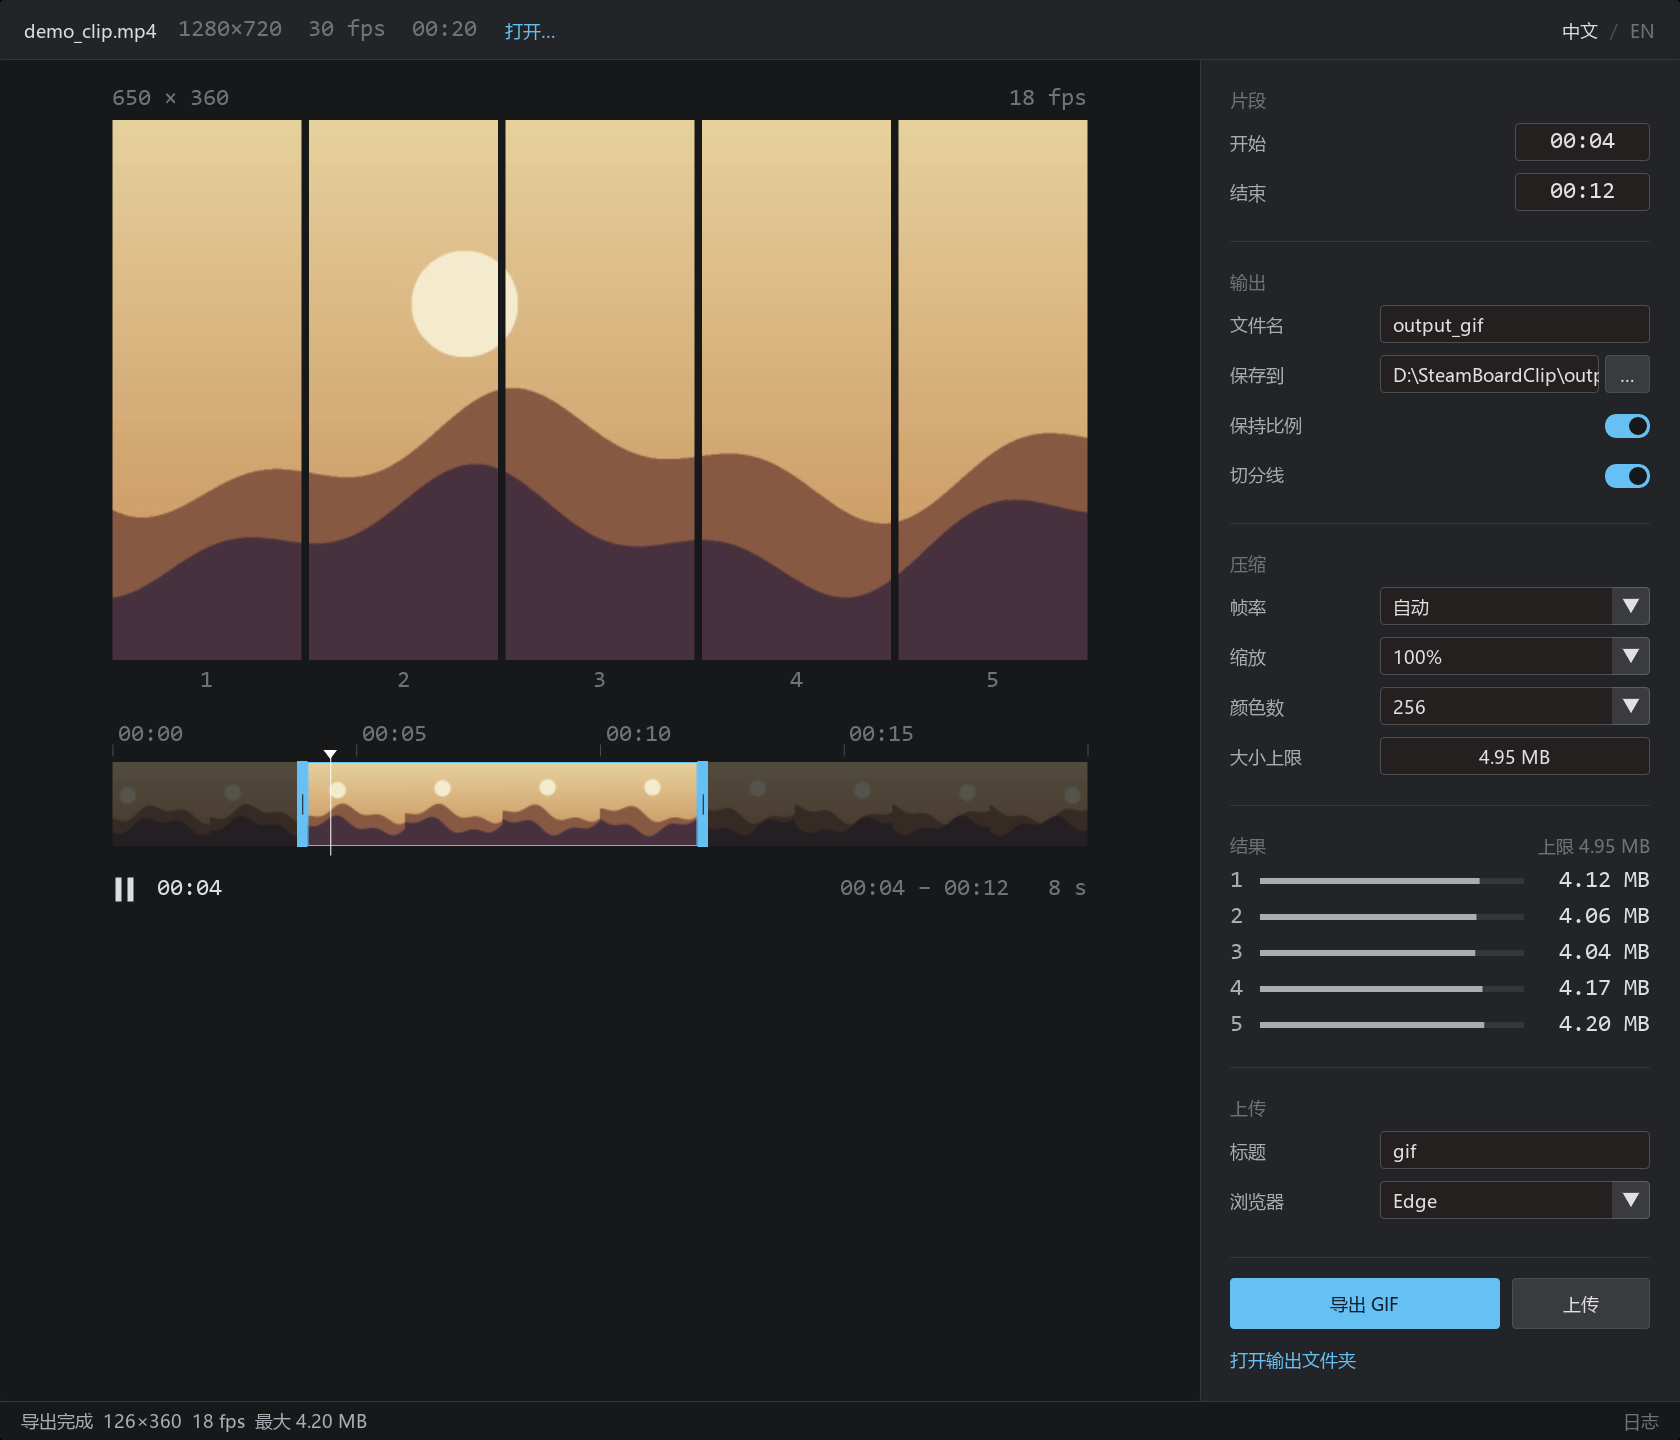 demo_clip.mp4 1280×720 30 fps 00:20 打开...
中文 / EN
650 × 360 18 fps
1 2 3 4 5
00:00 00:05 00:10 00:15
00:04 00:04 – 00:12 8 s
片段
开始 00:04
结束 00:12
输出
文件名 output_gif
保存到 D:\SteamBoardClip\outp ...
保持比例
切分线
压缩
帧率 自动
缩放 100%
颜色数 256
大小上限 4.95 MB
结果 上限 4.95 MB
1 4.12 MB
2 4.06 MB
3 4.04 MB
4 4.17 MB
5 4.20 MB
上传
标题 gif
浏览器 Edge
导出 GIF 上传
打开输出文件夹
导出完成 126×360 18 fps 最大 4.20 MB 日志